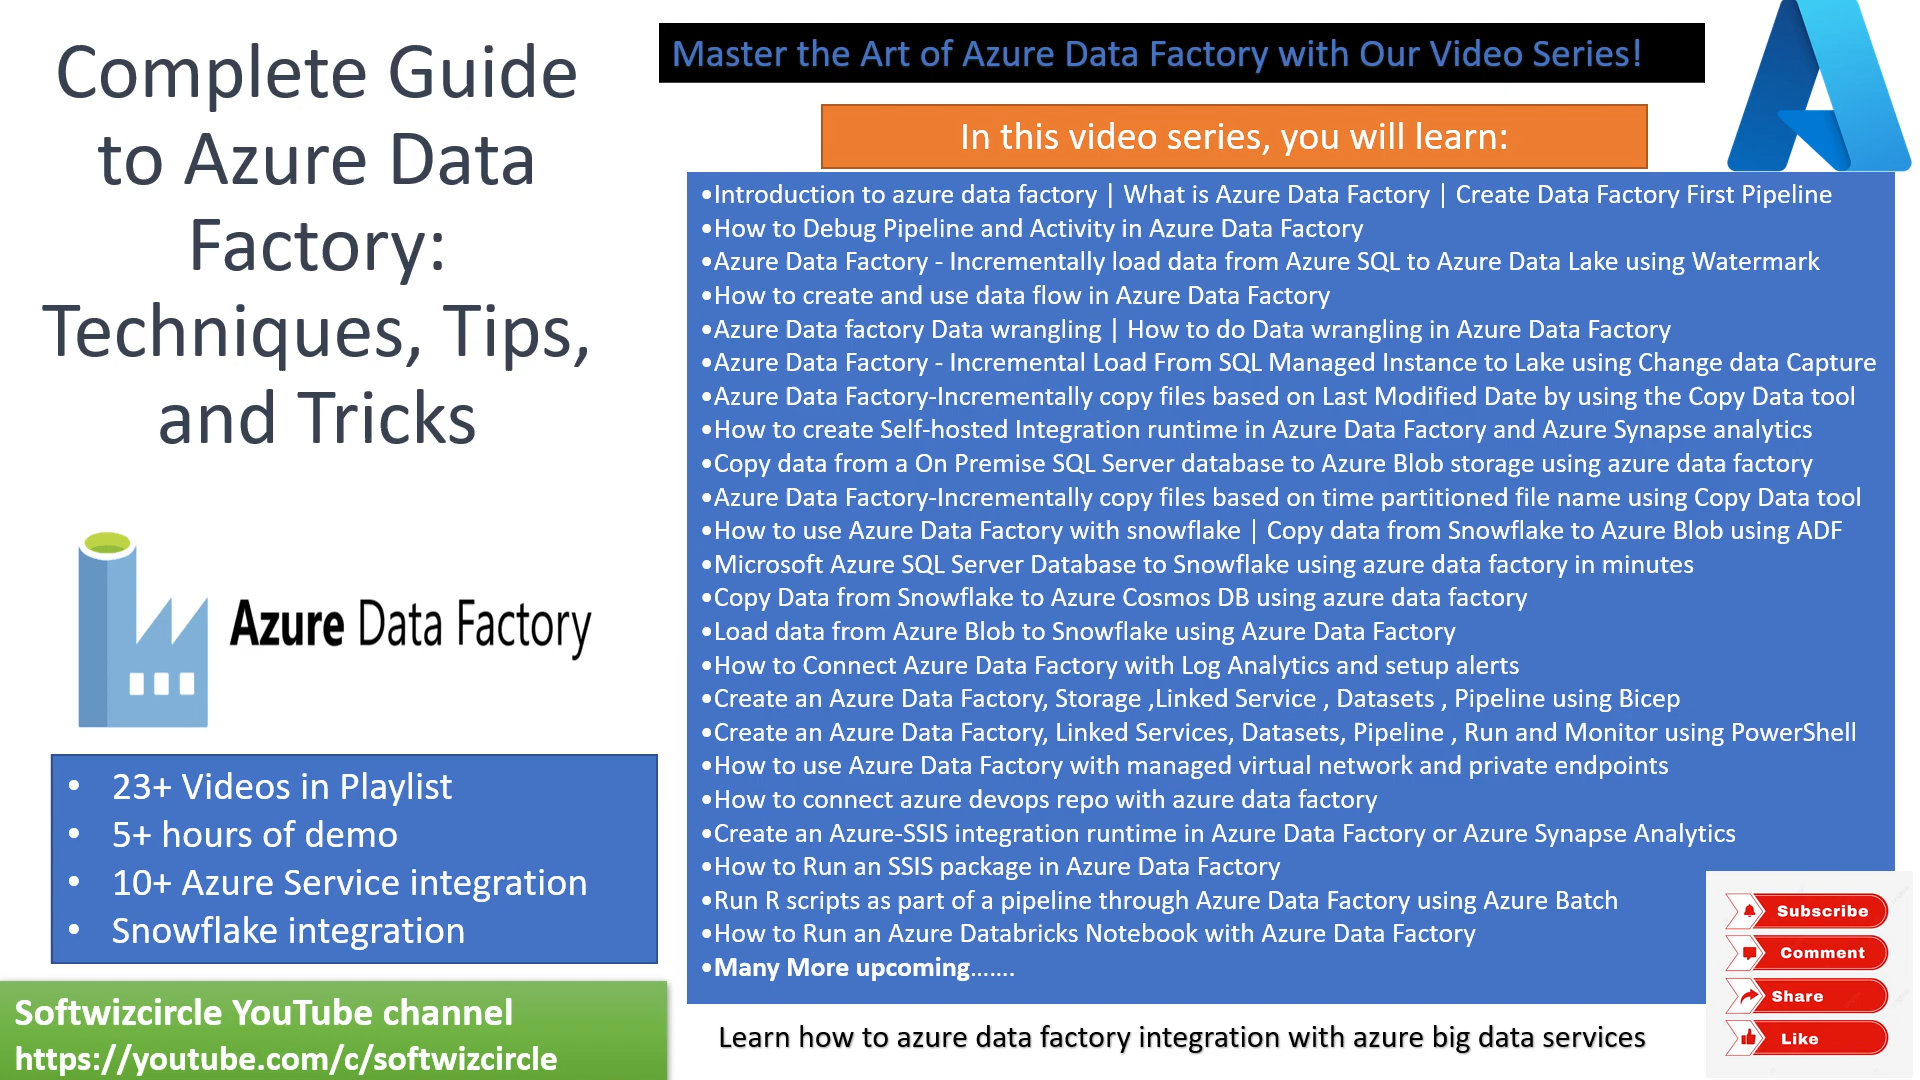 Complete Guide
to Azure Data
Factory:
Techniques, Tips,
and Tricks
Azure Data Factory
• 23+ Videos in Playlist
• 5+ hours of demo
• 10+ Azure Service integration
• Snowflake integration
Softwizcircle YouTube channel
https://youtube.com/c/softwizcircle
Master the Art of Azure Data Factory with Our Video Series!
In this video series, you will learn:
•Introduction to azure data factory | What is Azure Data Factory | Create Data Factory First Pipeline
•How to Debug Pipeline and Activity in Azure Data Factory
•Azure Data Factory - Incrementally load data from Azure SQL to Azure Data Lake using Watermark
•How to create and use data flow in Azure Data Factory
•Azure Data factory Data wrangling | How to do Data wrangling in Azure Data Factory
•Azure Data Factory - Incremental Load From SQL Managed Instance to Lake using Change data Capture
•Azure Data Factory-Incrementally copy files based on Last Modified Date by using the Copy Data tool
•How to create Self-hosted Integration runtime in Azure Data Factory and Azure Synapse analytics
•Copy data from a On Premise SQL Server database to Azure Blob storage using azure data factory
•Azure Data Factory-Incrementally copy files based on time partitioned file name using Copy Data tool
•How to use Azure Data Factory with snowflake | Copy data from Snowflake to Azure Blob using ADF
•Microsoft Azure SQL Server Database to Snowflake using azure data factory in minutes
•Copy Data from Snowflake to Azure Cosmos DB using azure data factory
•Load data from Azure Blob to Snowflake using Azure Data Factory
•How to Connect Azure Data Factory with Log Analytics and setup alerts
•Create an Azure Data Factory, Storage ,Linked Service , Datasets , Pipeline using Bicep
•Create an Azure Data Factory, Linked Services, Datasets, Pipeline , Run and Monitor using PowerShell
•How to use Azure Data Factory with managed virtual network and private endpoints
•How to connect azure devops repo with azure data factory
•Create an Azure-SSIS integration runtime in Azure Data Factory or Azure Synapse Analytics
•How to Run an SSIS package in Azure Data Factory
•Run R scripts as part of a pipeline through Azure Data Factory using Azure Batch
•How to Run an Azure Databricks Notebook with Azure Data Factory
•Many More upcoming.......
Subscribe
Comment
Share
Like
Learn how to azure data factory integration with azure big data services